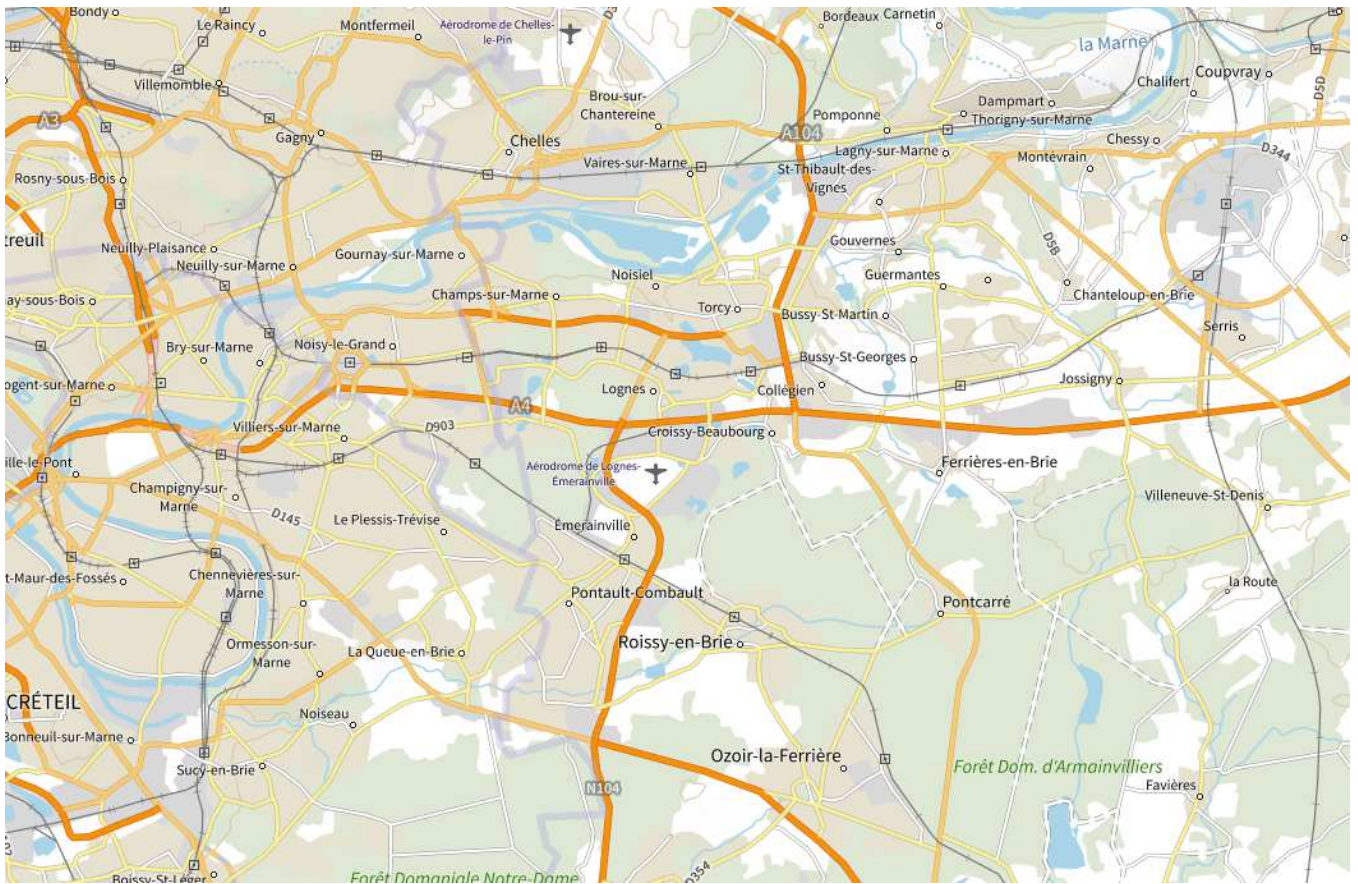 Bondy
Le Raincy
Montfermeil
Aérodrome de Chelles-
le-Pin
Bordeaux
Carnetin
la Marne
Villemomble
Brou-sur-
Chantereine
Chalifert
Coupvray
D5D
A3
Gagny
Chelles
Pomponne
Dampmart
Thorigny-sur-Marne
A104
Chessy
Rosny-sous-Bois
Vaires-sur-Marne
Lagny-sur-Marne
Montévrain
D344
St-Thibault-des-
Vignes
treuil
Neuilly-Plaisance
Neuilly-sur-Marne
Gournay-sur-Marne
Gouvernes
D5B
Noisiel
Guermantes
ay-sous-Bois
Champs-sur-Marne
Torcy
Chanteloup-en-Brie
Bussy-St-Martin
Serris
Bry-sur-Marne
Noisy-le-Grand
Bussy-St-Georges
ogent-sur-Marne
Lognes
Collégien
Jossigny
A4
Villiers-sur-Marne
D903
Croissy-Beaubourg
ille-le-Pont
Aérodrome de Lognes-
Émerainville
Ferrières-en-Brie
Champigny-sur-
Marne
Villeneuve-St-Denis
D145
Le Plessis-Trévise
Émerainville
t-Maur-des-Fossés
Chennevières-sur-
Marne
la Route
Pontault-Combault
Pontcarré
Ormesson-sur-
Marne
La Queue-en-Brie
Roissy-en-Brie
CRÉTEIL
Noiseau
Bonneuil-sur-Marne
Ozoir-la-Ferrière
Sucy-en-Brie
Forêt Dom. d'Armainvilliers
Favières
N104
Boissy-St-Léger
Forêt Domaniale Notre-Dame
D354